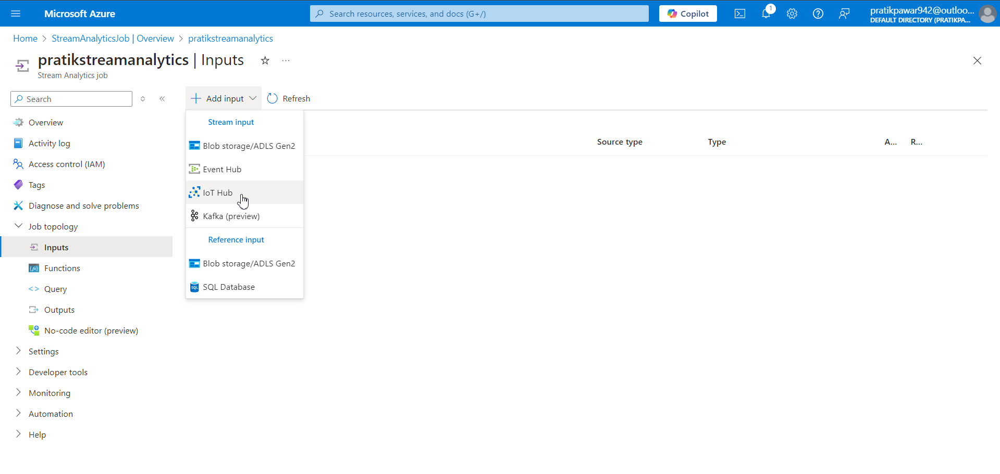 Microsoft Azure
Search resources, services, and docs (G+/)
Copilot
1
pratikpawar942@outloo...
DEFAULT DIRECTORY (PRATIKPA...
Home > StreamAnalyticsJob | Overview > pratikstreamanalytics
pratikstreamanalytics | Inputs
Stream Analytics job
Search
Add input
Refresh
Overview
Activity log
Access control (IAM)
Tags
Diagnose and solve problems
Job topology
Inputs
Functions
Query
Outputs
No-code editor (preview)
Settings
Developer tools
Monitoring
Automation
Help
Stream input
Blob storage/ADLS Gen2
Event Hub
IoT Hub
Kafka (preview)
Reference input
Blob storage/ADLS Gen2
SQL Database
Source type
Type
A...
R...